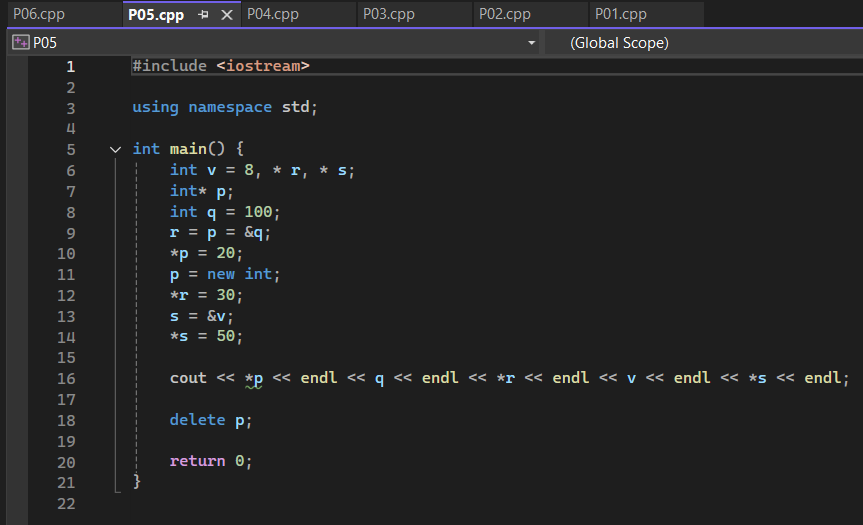 P06.cpp P05.cpp P04.cpp P03.cpp P02.cpp P01.cpp
P05 (Global Scope)
1 #include <iostream>
2
3 using namespace std;
4
5 int main() {
6 int v = 8, * r, * s;
7 int* p;
8 int q = 100;
9 r = p = &q;
10 *p = 20;
11 p = new int;
12 *r = 30;
13 s = &v;
14 *s = 50;
15
16 cout << *p << endl << q << endl << *r << endl << v << endl << *s << endl;
17
18 delete p;
19
20 return 0;
21 }
22